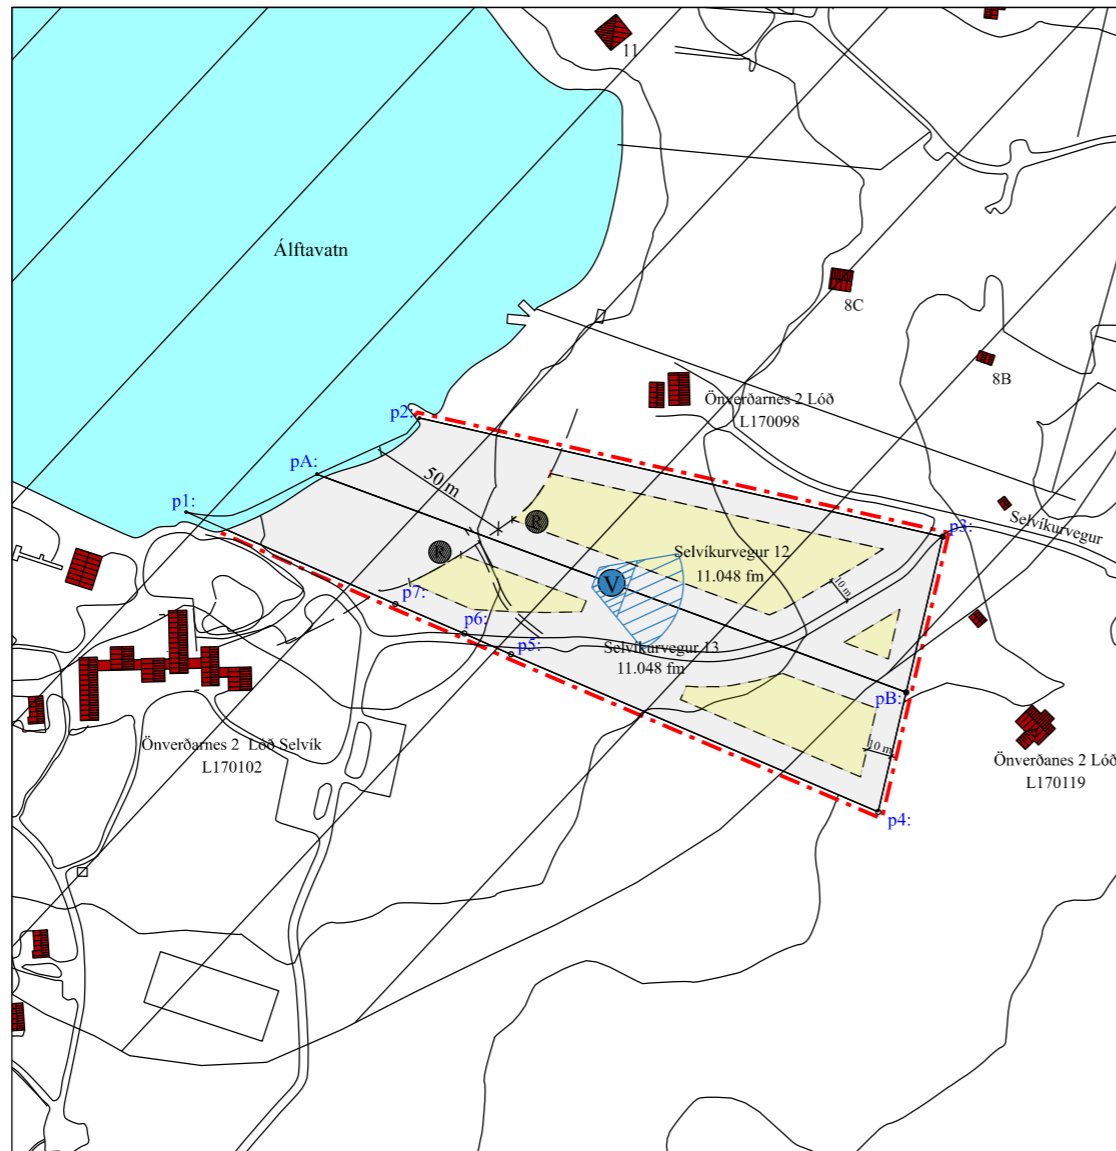 11
Álftavatn
8C
8B
Önverðarnes 2 Lóð
L170098
p2:
pA:
50 m
p1:
R
R
p3:
Selvíkurvegur
Selvíkurvegur 12
11.048 fm
V
10 m
p7:
p6:
p5:
Selvíkurvegur 13
11.048 fm
pB:
Önverðarnes 2 Lóð Selvík
L170102
10 m
Önverðanes 2 Lóð
L170119
p4: